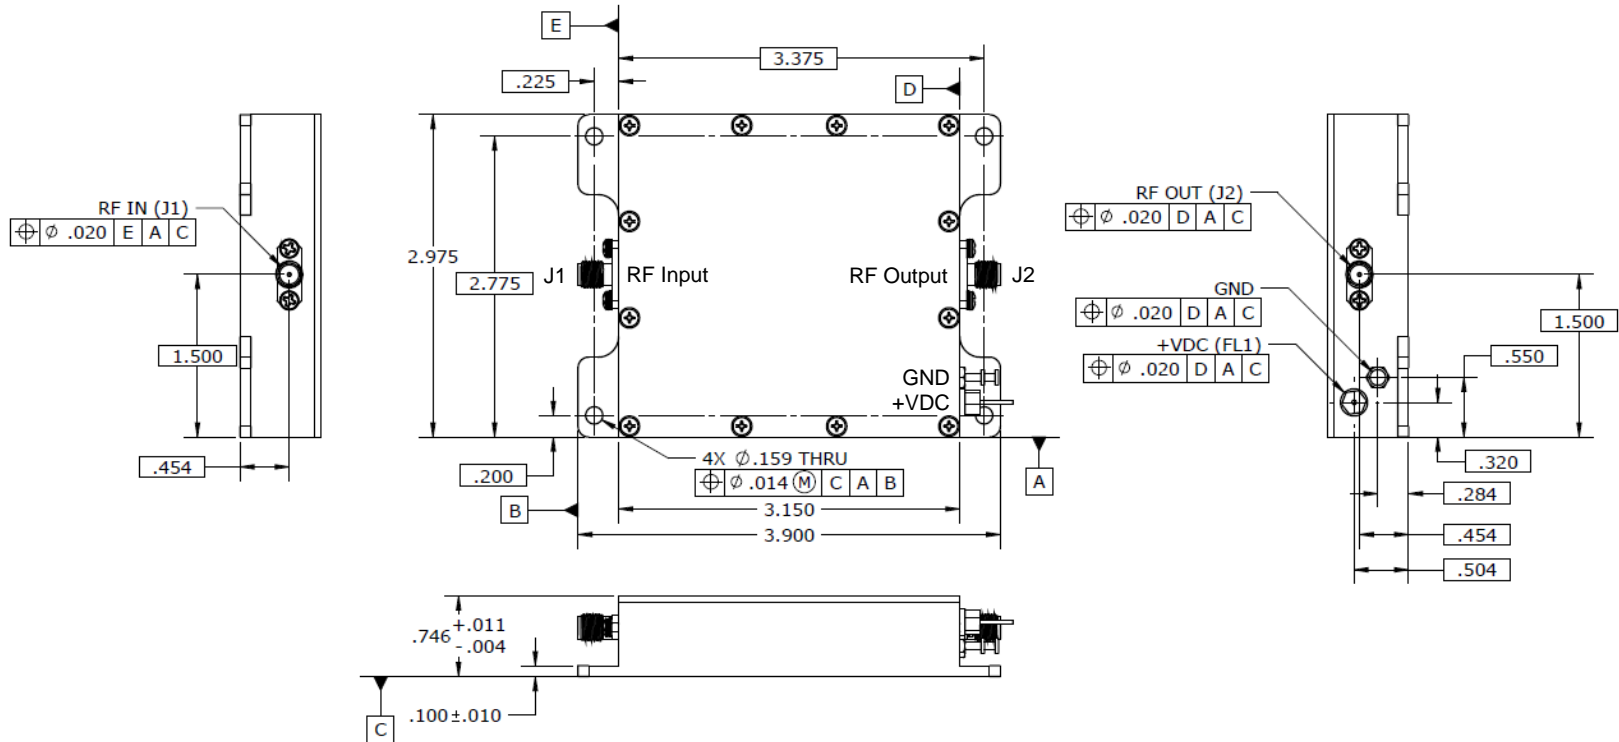 E
3.375
.225
D
RF IN (J1)
⌖ ⌀ .020 E A C
1.500
.454
2.975
2.775
J1 RF Input
RF Output J2
GND
+VDC
4X ⌀.159 THRU
⌖ ⌀ .014 Ⓜ C A B
.200
B
A
3.150
3.900
RF OUT (J2)
⌖ ⌀ .020 D A C
GND
⌖ ⌀ .020 D A C
+VDC (FL1)
⌖ ⌀ .020 D A C
1.500
.550
.320
.284
.454
.504
.746 +.011
-.004
.100±.010
C